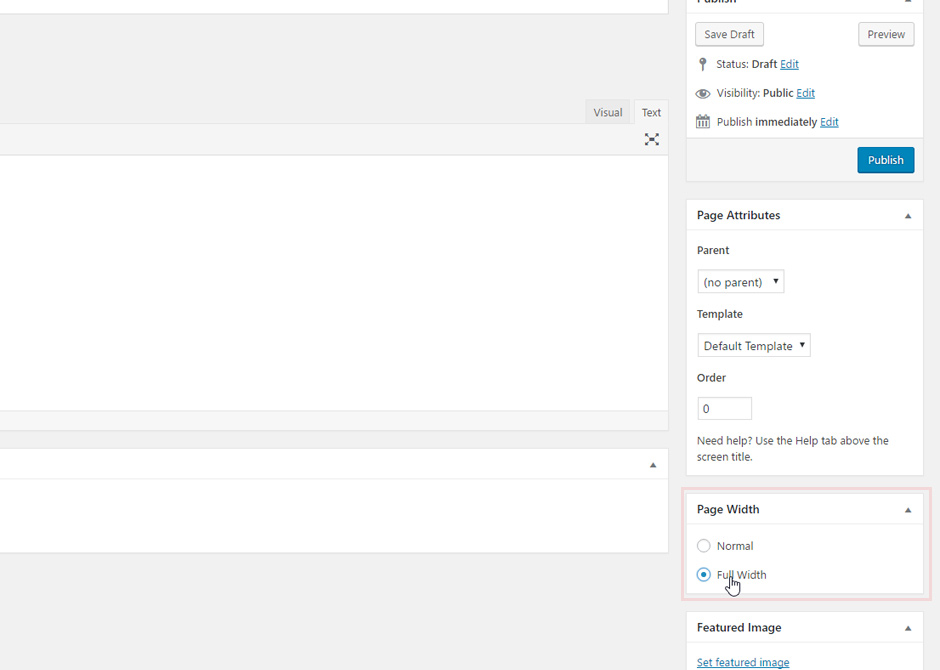 Publish
Save Draft
Preview
Status: Draft Edit
Visibility: Public Edit
Visual
Text
Publish immediately Edit
Publish
Page Attributes
Parent
(no parent)
Template
Default Template
Order
0
Need help? Use the Help tab above the
screen title.
Page Width
Normal
Full Width
Featured Image
Set featured image